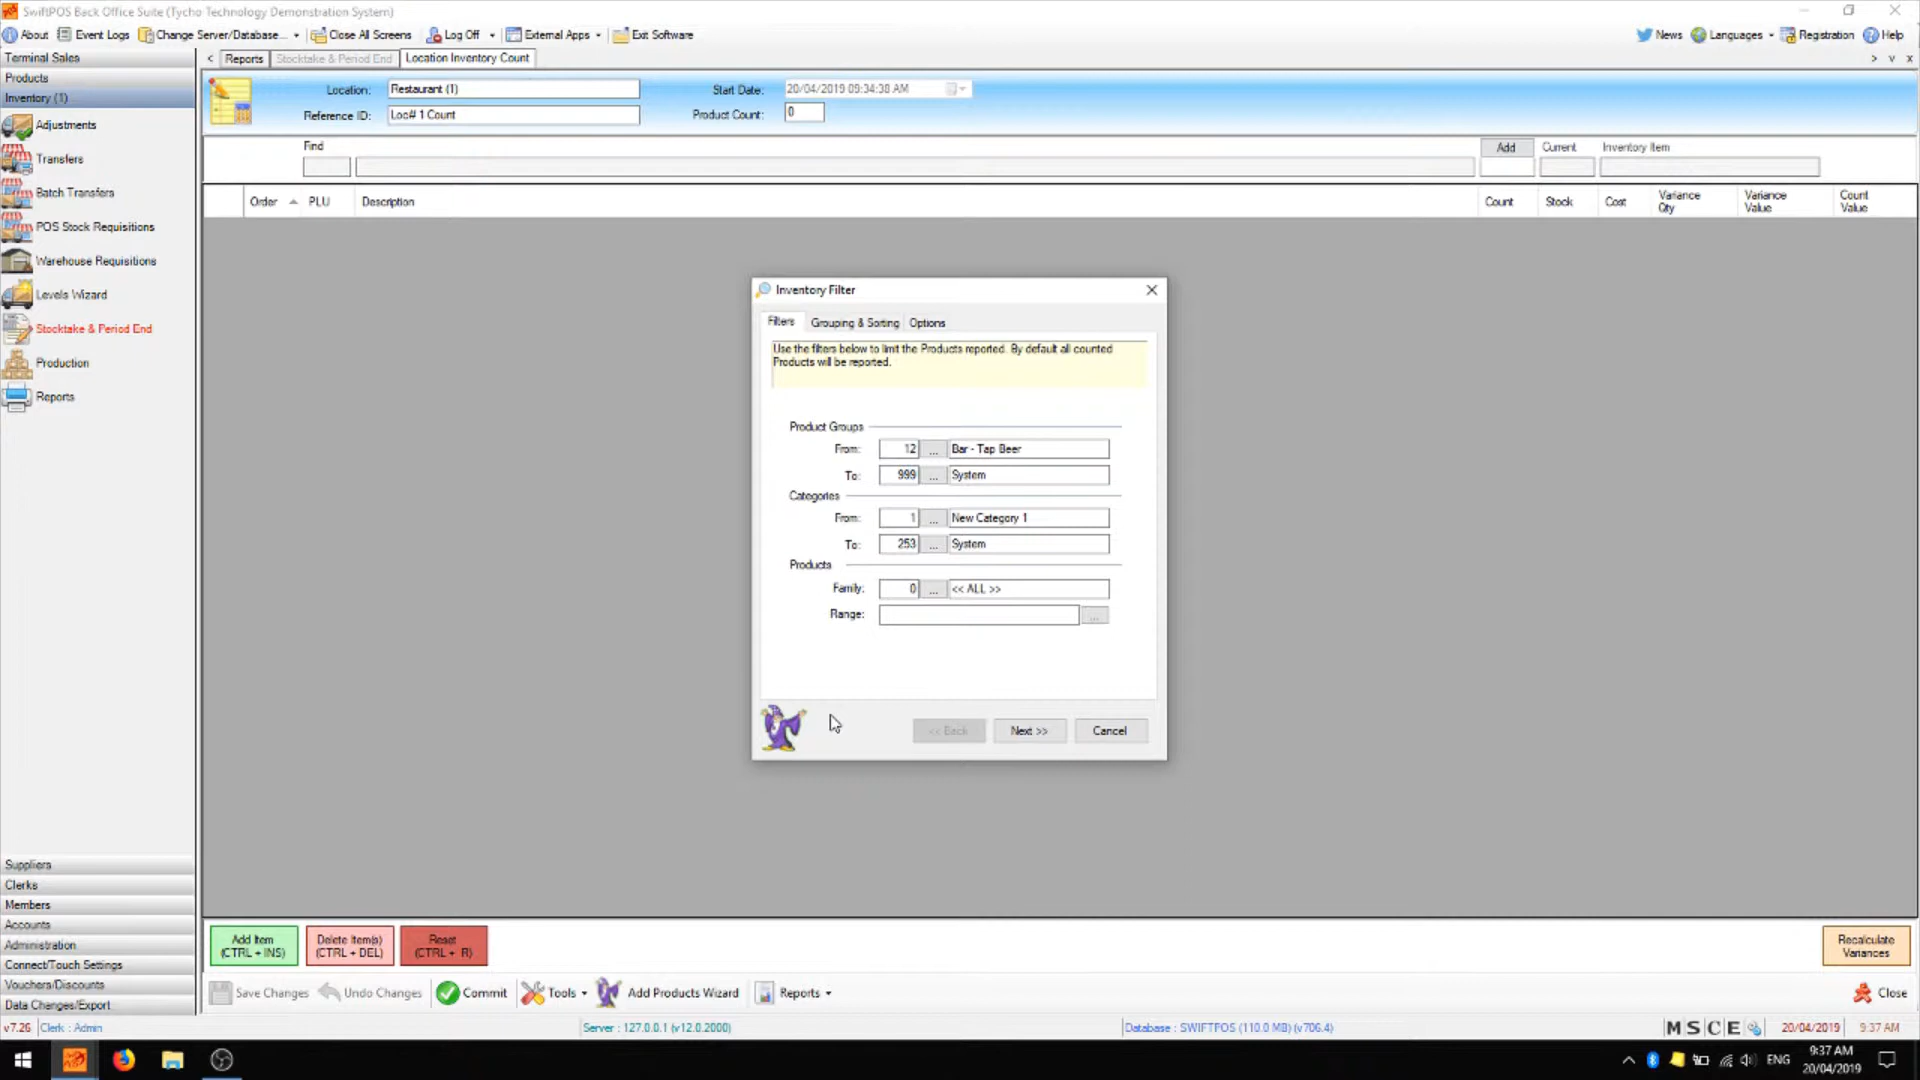 SwiftPOS Back Office Suite (Tycho Technology Demonstration System)
About Event Logs Change Server/Database... Close All Screens Log Off External Apps Exit Software News Languages Registration Help
Terminal Sales
Products
Inventory (1)
Adjustments
Transfers
Batch Transfers
POS Stock Requisitions
Warehouse Requisitions
Levels Wizard
Stocktake & Period End
Production
Reports
Suppliers
Clerks
Members
Accounts
Administration
Connect/Touch Settings
Vouchers/Discounts
Data Changes/Export
< Reports Stocktake & Period End Location Inventory Count > v x
Location: Restaurant (1) Start Date: 20/04/2019 09:34:38 AM
Reference ID: Loc# 1 Count Product Count: 0
Find Add Current Inventory Item
Order PLU Description Count Stock Cost Variance Qty Variance Value Count Value
Inventory Filter
Filters Grouping & Sorting Options
Use the filters below to limit the Products reported. By default all counted
Products will be reported.
Product Groups
From: 12 ... Bar - Tap Beer
To: 999 ... System
Categories
From: 1 ... New Category 1
To: 253 ... System
Products
Family: 0 ... << ALL >>
Range: ...
<< Back Next >> Cancel
Add Item (CTRL + INS) Delete Item(s) (CTRL + DEL) Reset (CTRL + R) Recalculate Variances
Save Changes Undo Changes Commit Tools Add Products Wizard Reports Close
v7.26 Clerk : Admin Server : 127.0.0.1 (v12.0.2000) Database : SWIFTPOS (110.0 MB) (v706.4) M S C E 20/04/2019 9:37 AM
ENG 9:37 AM
20/04/2019